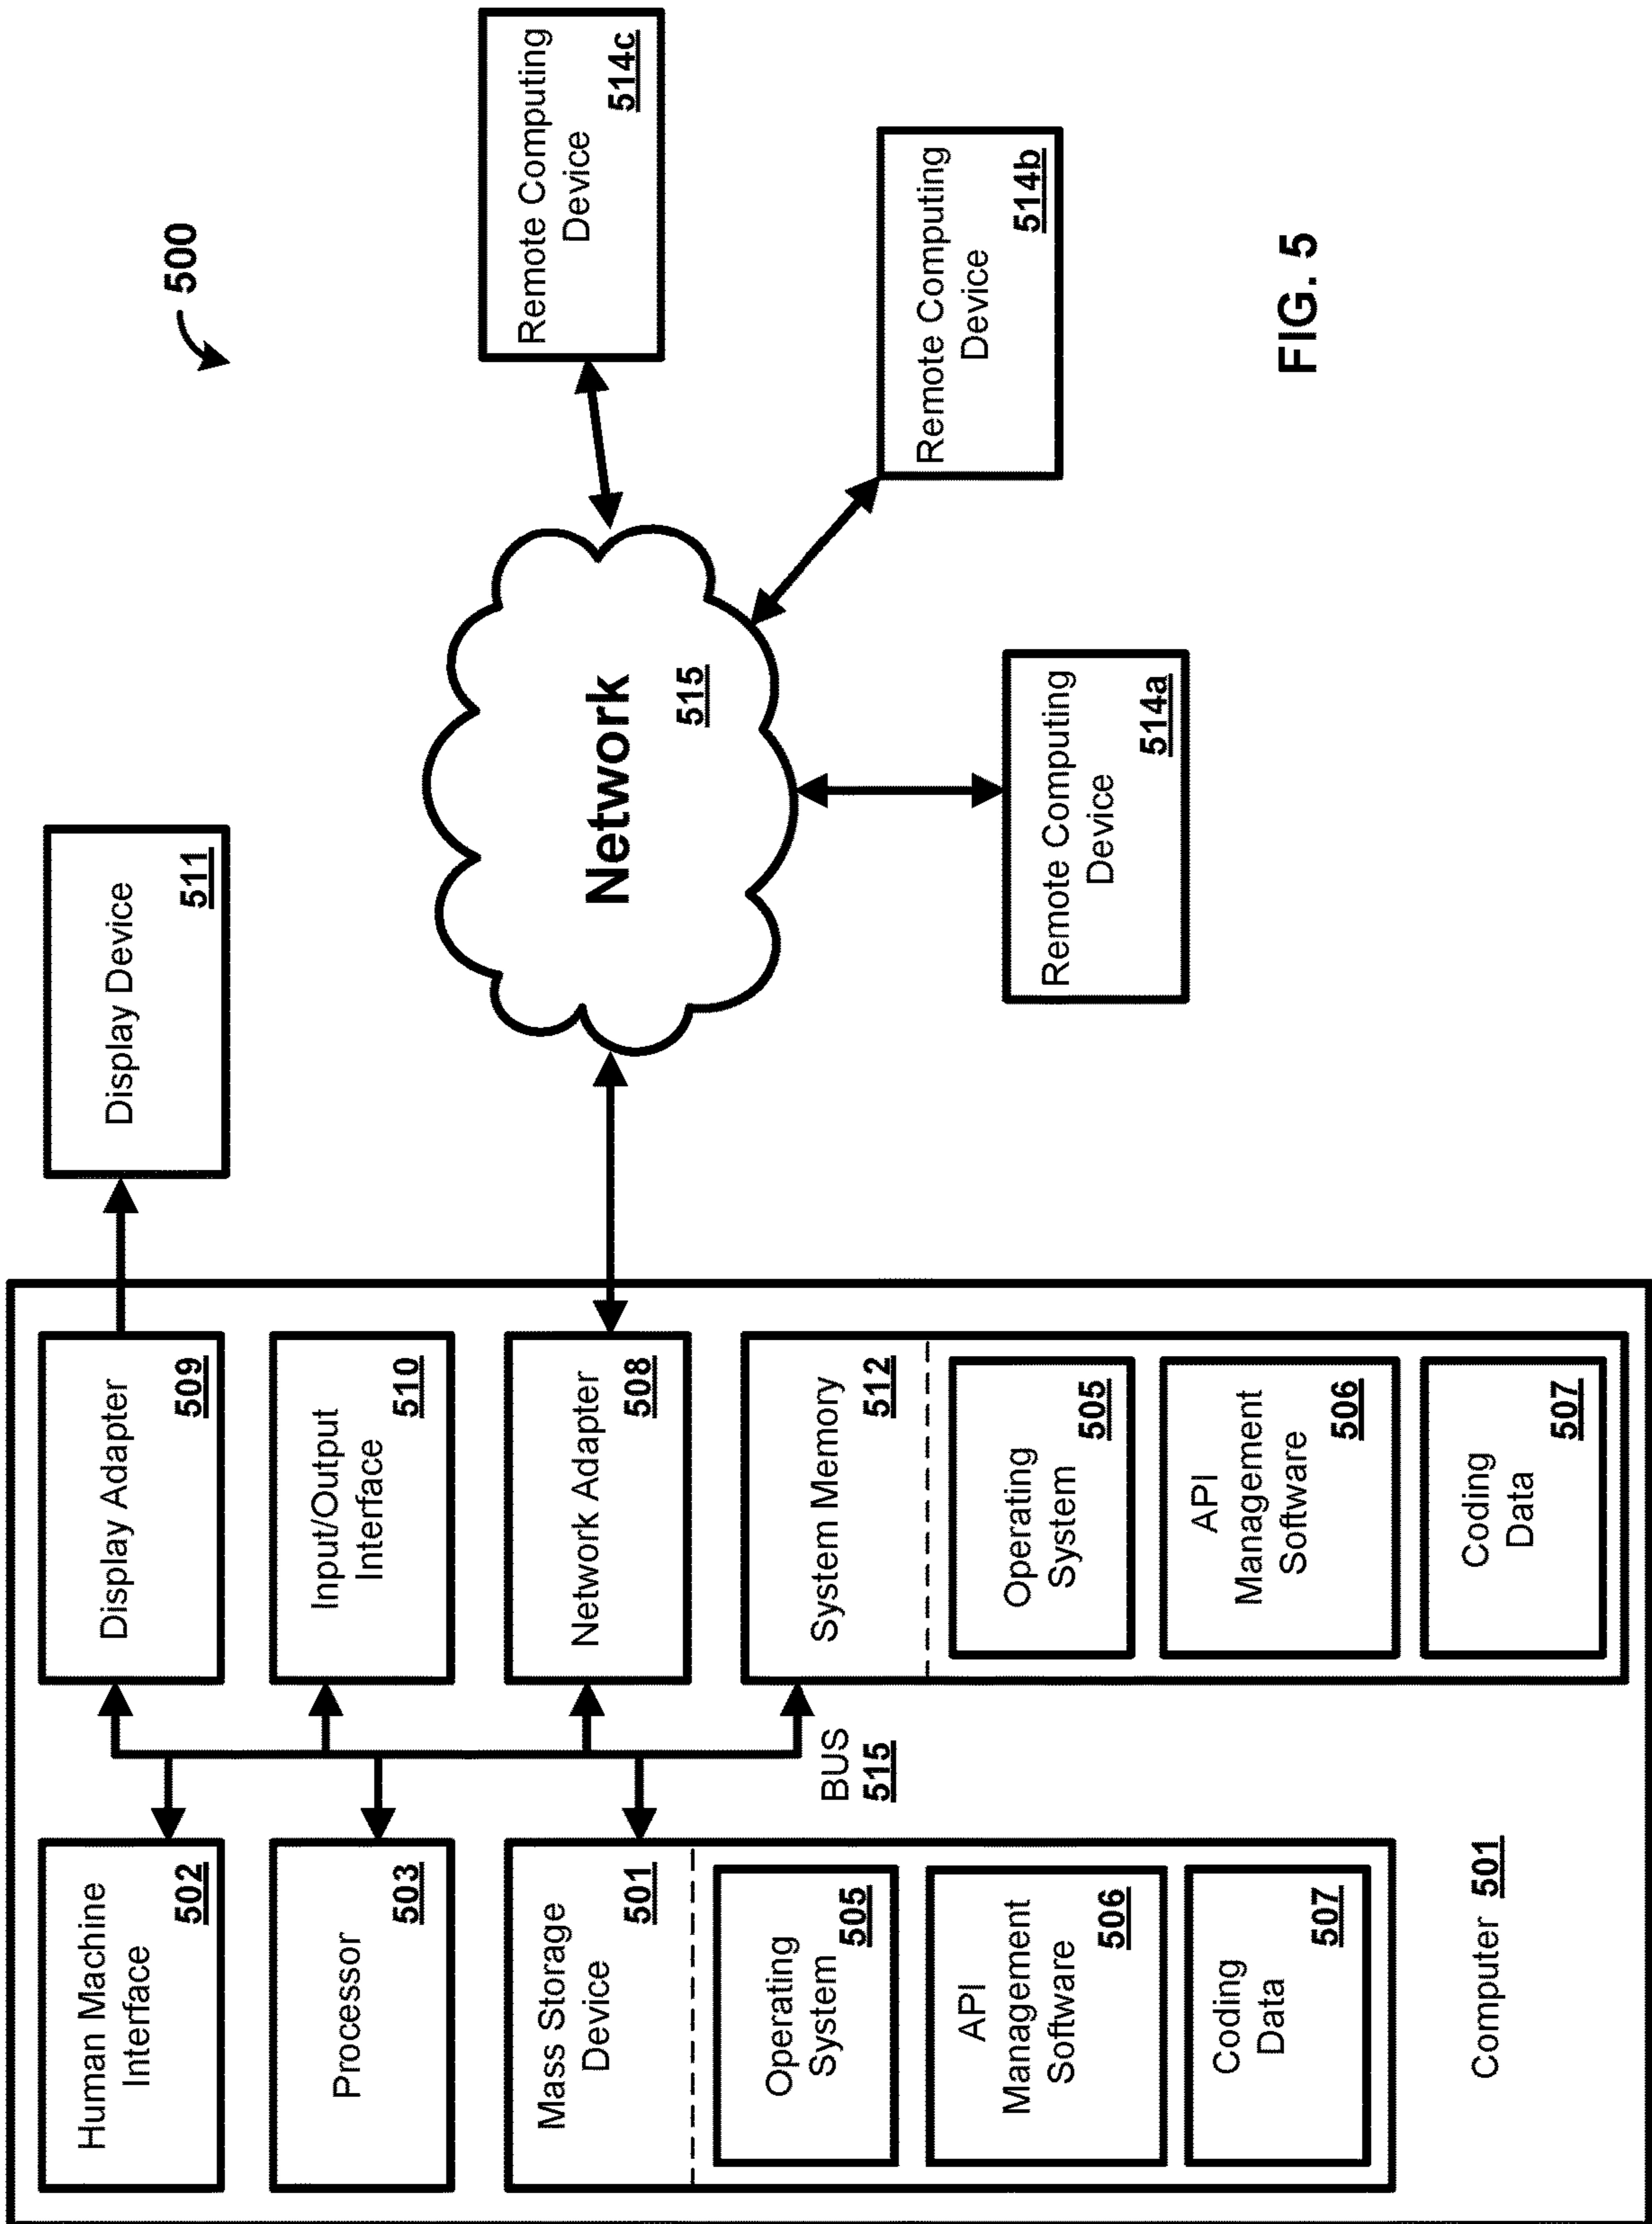 500
Human Machine
Interface
502
Processor
503
Mass Storage
Device
501
Operating
System
505
API
Management
Software
506
Coding
Data
507
Computer 501
BUS
515
Display Adapter
509
Input/Output
Interface
510
Network Adapter
508
System Memory
512
Operating
System
505
API
Management
Software
506
Coding
Data
507
Display Device
511
Network
515
Remote Computing
Device
514a
Remote Computing
Device
514b
Remote Computing
Device
514c
FIG. 5